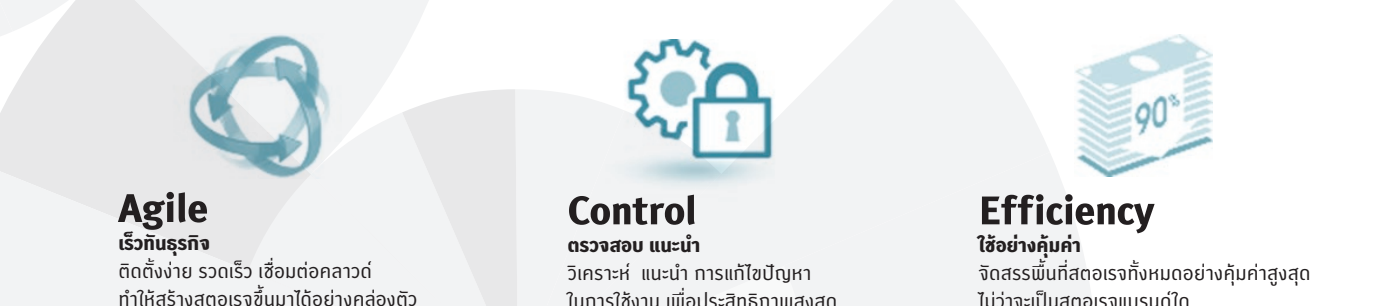 90%
Agile
เร็วทันธุรกิจ
ติดตั้งง่าย รวดเร็ว เชื่อมต่อคลาวด์
ทำให้สร้างสตอเรจขึ้นมาได้อย่างคล่องตัว
Control
ตรวจสอบ แนะนำ
วิเคราะห์ แนะนำ การแก้ไขปัญหา
ในการใช้งาน เพื่อประสิทธิภาพสูงสุด
Efficiency
ใช้อย่างคุ้มค่า
จัดสรรพื้นที่สตอเรจทั้งหมดอย่างคุ้มค่าสูงสุด
ไม่ว่าจะเป็นสตอเรจแบรนด์ใด